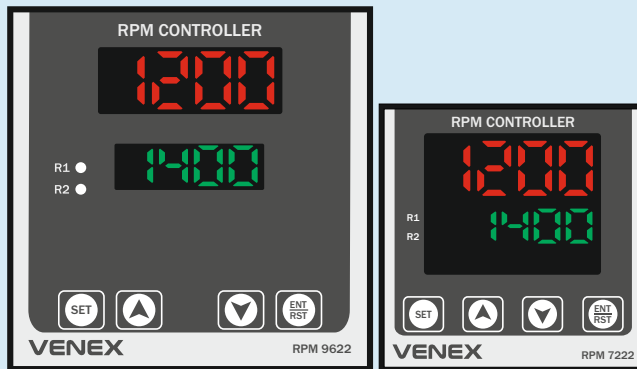 RPM CONTROLLER
1200
1400
R1
R2
SET
ENT
RST
VENEX
RPM 9622
RPM CONTROLLER
1200
1400
R1
R2
SET
ENT
RST
VENEX
RPM 7222